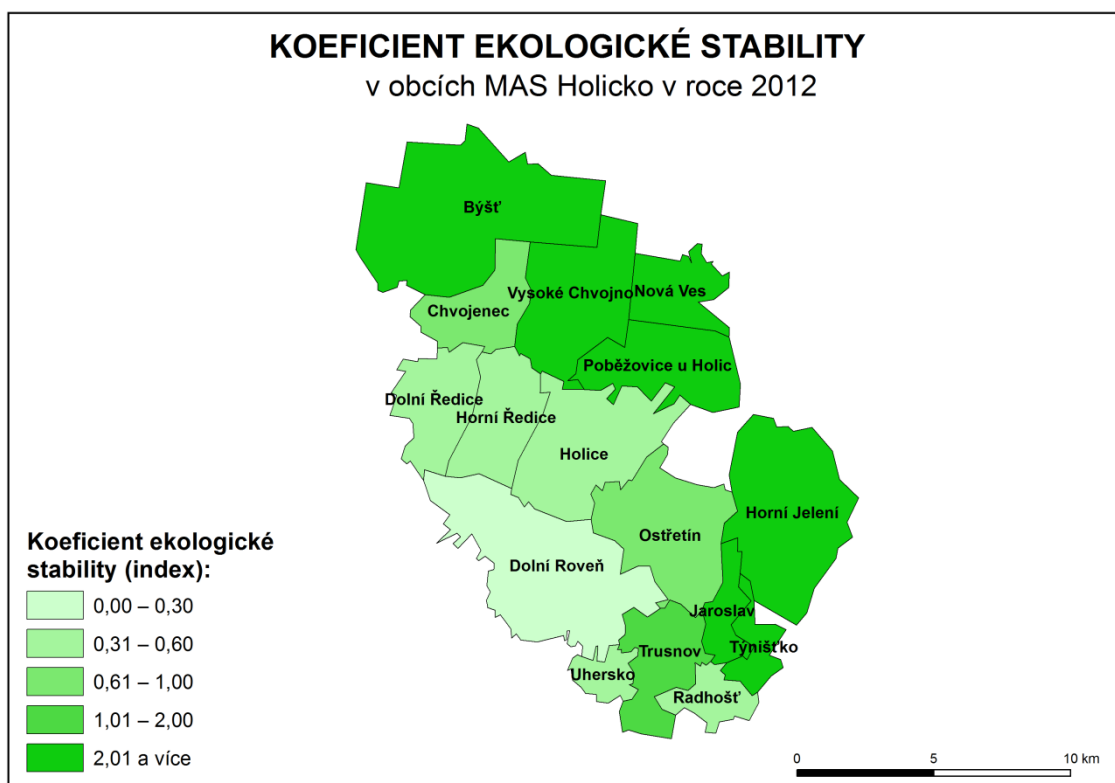 KOEFICIENT EKOLOGICKÉ STABILITY
v obcích MAS Holicko v roce 2012
Býšť
Vysoké Chvojno
Nová Ves
Chvojenec
Poběžovice u Holic
Dolní Ředice
Horní Ředice
Holice
Horní Jelení
Ostřetín
Dolní Roveň
Jaroslav
Týnišťko
Trusnov
Uhersko
Radhošť
Koeficient ekologické
stability (index):
0,00 – 0,30
0,31 – 0,60
0,61 – 1,00
1,01 – 2,00
2,01 a více
0 5 10 km